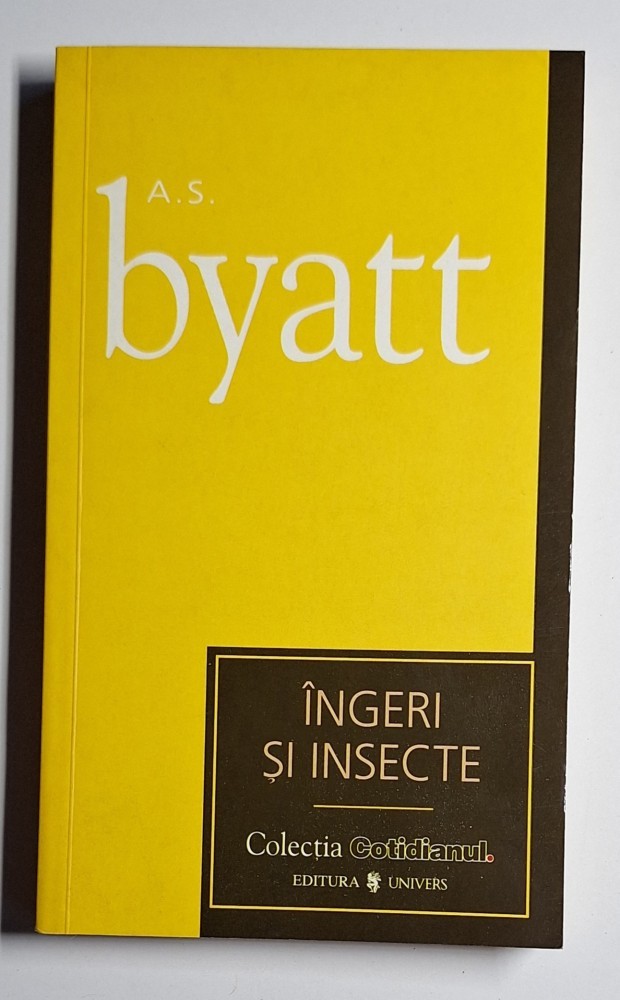 A.S.
byatt
ÎNGERI
ȘI INSECTE
Colecția Cotidianul.
EDITURA UNIVERS